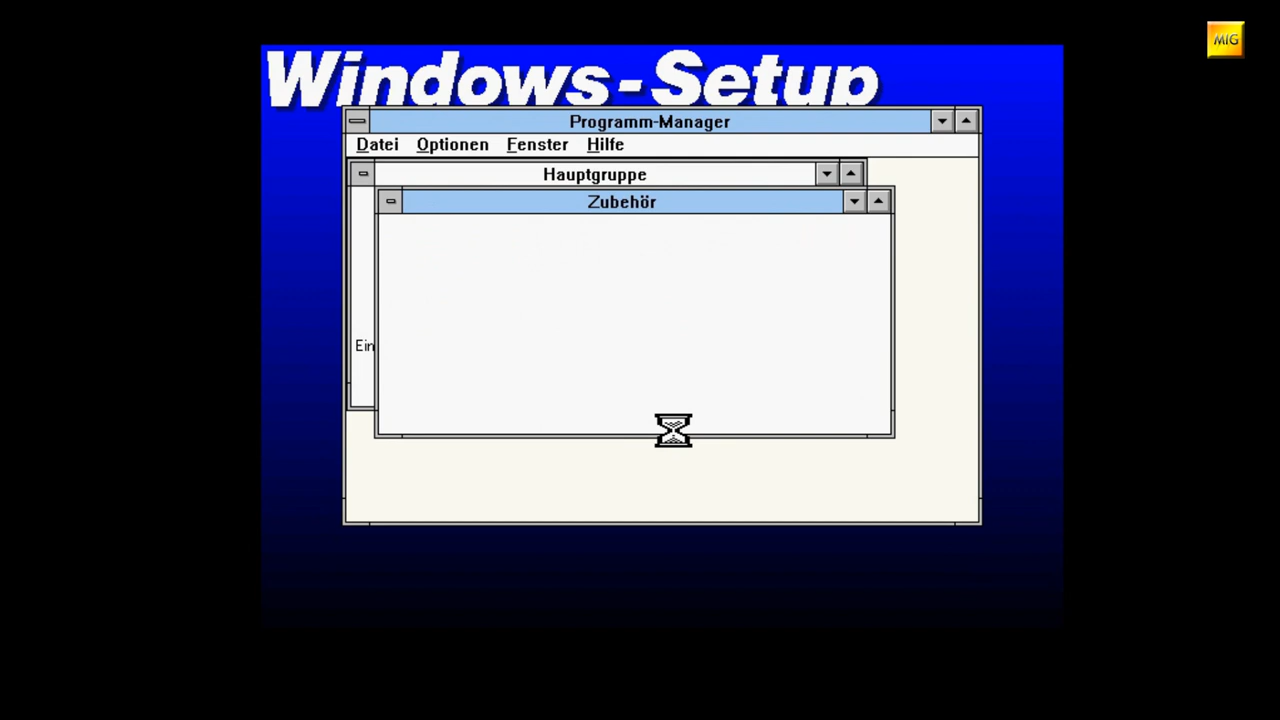 MIG
Windows-Setup
Programm-Manager
Datei Optionen Fenster Hilfe
Hauptgruppe
Zubehör
Ein